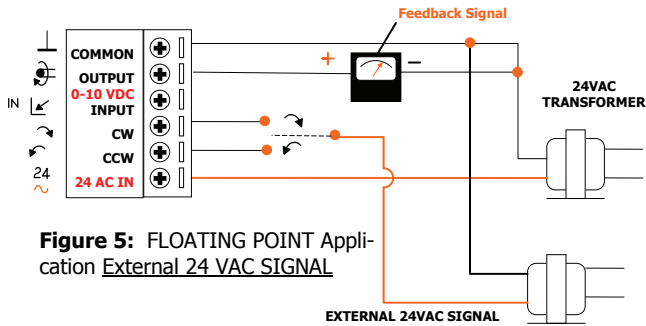 Feedback Signal
COMMON
OUTPUT
0-10 VDC
INPUT
CW
CCW
24 AC IN
IN
24
+
−
24VAC
TRANSFORMER
Figure 5: FLOATING POINT Appli-
cation External 24 VAC SIGNAL
EXTERNAL 24VAC SIGNAL